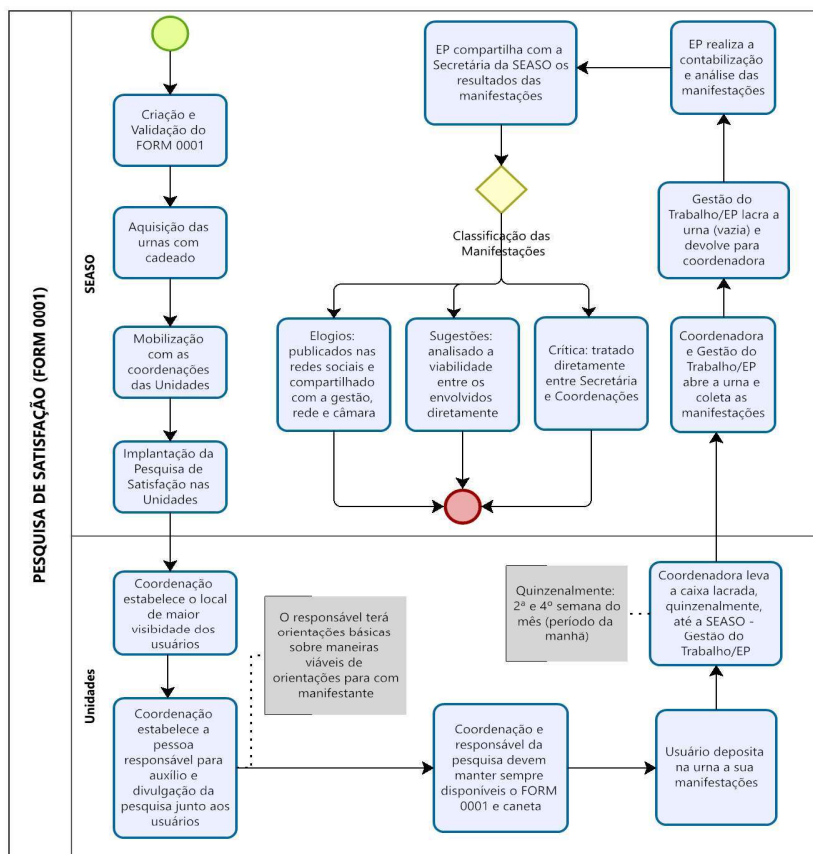 PESQUISA DE SATISFAÇÃO (FORM 0001)
SEASO
Criação e
Validação do
FORM 0001
Aquisição das
urnas com
cadeado
Mobilização
com as
coordenações
das Unidades
Implantação da
Pesquisa de
Satisfação nas
Unidades
Unidades
Coordenação
estabelece o local
de maior
visibidade dos
usuários
Coordenação
estabelece a
pessoa
responsável para
auxílio e
divulgação da
pesquisa junto aos
usuários
O responsável terá
orientações básicas
sobre maneiras
viáveis de
orientações para com
manifestante
Coordenação e
responsável da
pesquisa devem
manter sempre
disponíveis o FORM
0001 e caneta
Usuário deposita
na urna a sua
manifestações
Coordenadora leva
a caixa lacrada,
quinzenalmente,
até a SEASO -
Gestão do
Trabalho/EP
Quinzenalmente:
2ª e 4º semana do
mês (período da
manhã)
Coordenadora
e Gestão do
Trabalho/EP
abre a urna e
coleta as
manifestações
Gestão do
Trabalho/EP lacra a
urna (vazia) e
devolve para
coordenadora
EP realiza a
contabilização
e análise das
manifestações
EP compartilha com a
Secretária da SEASO os
resultados das
manifestações
Classificação das
Manifestações
Elogios:
publicados nas
redes sociais e
compartilhado
com a gestão,
rede e câmara
Sugestões:
analisado a
viabilidade
entre os
envolvidos
diretamente
Crítica: tratado
diretamente
entre Secretária
e Coordenações